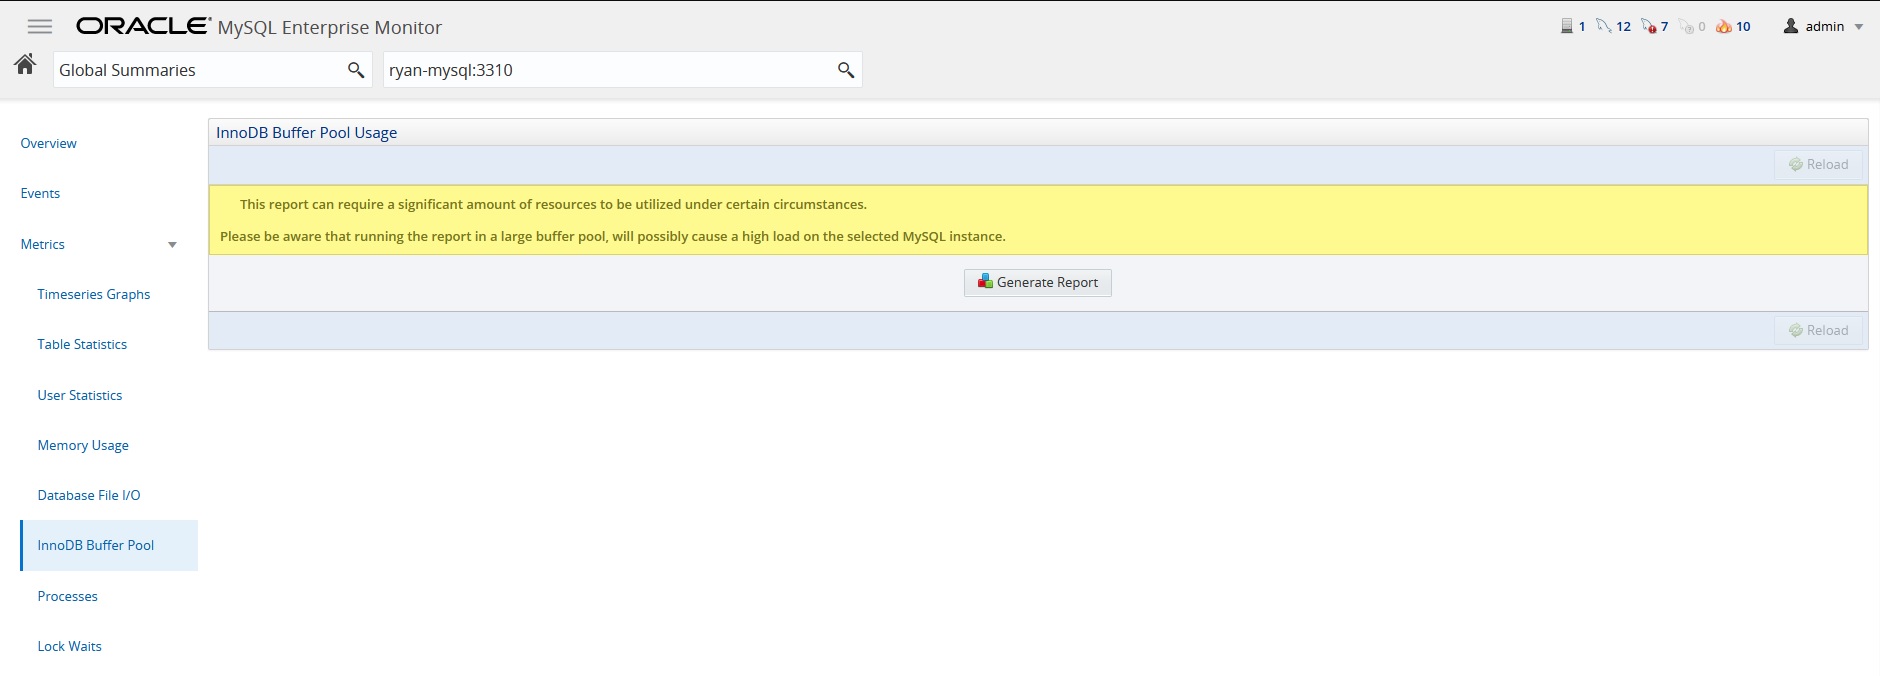 ORACLE® MySQL Enterprise Monitor
1 12 7 0 10 admin
Global Summaries
ryan-mysql:3310
Overview
Events
Metrics
Timeseries Graphs
Table Statistics
User Statistics
Memory Usage
Database File I/O
InnoDB Buffer Pool
Processes
Lock Waits
InnoDB Buffer Pool Usage
Reload
This report can require a significant amount of resources to be utilized under certain circumstances.
Please be aware that running the report in a large buffer pool, will possibly cause a high load on the selected MySQL instance.
Generate Report
Reload